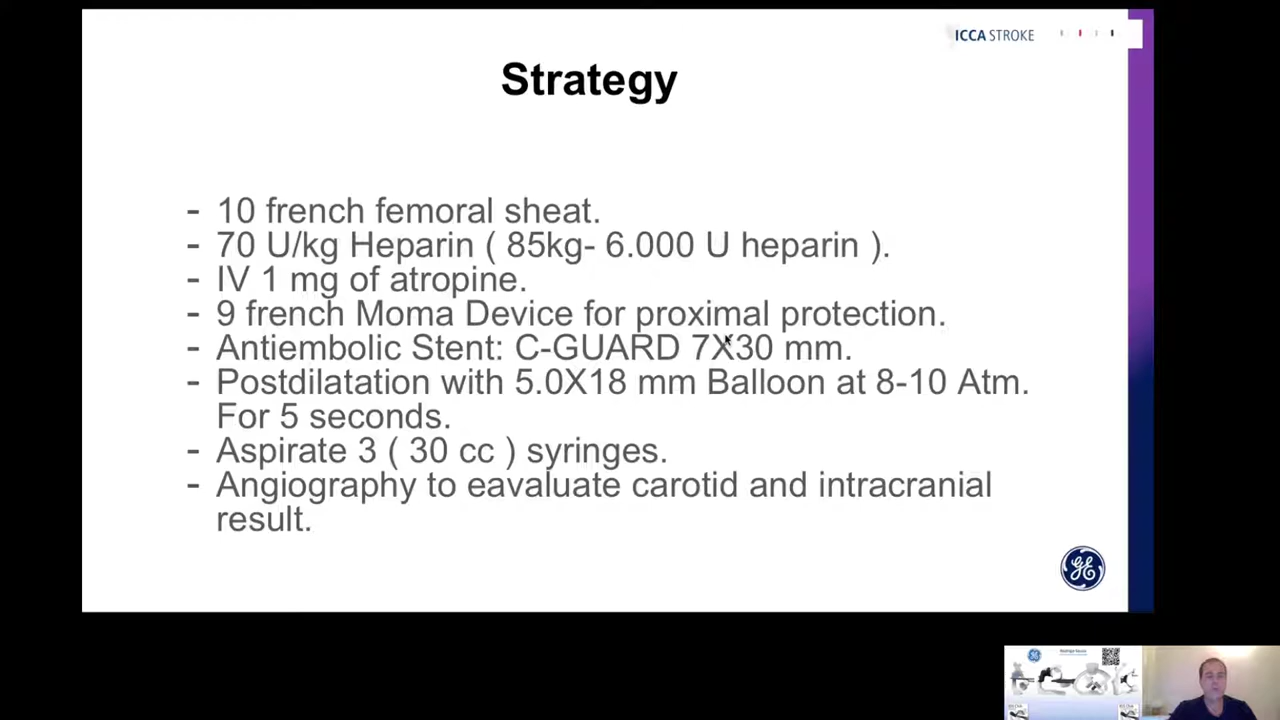 ICCA STROKE
Strategy
- 10 french femoral sheat.
- 70 U/kg Heparin ( 85kg- 6.000 U heparin ).
- IV 1 mg of atropine.
- 9 french Moma Device for proximal protection.
- Antiembolic Stent: C-GUARD 7X30 mm.
- Postdilatation with 5.0X18 mm Balloon at 8-10 Atm.
For 5 seconds.
- Aspirate 3 ( 30 cc ) syringes.
- Angiography to eavaluate carotid and intracranial
result.
GE